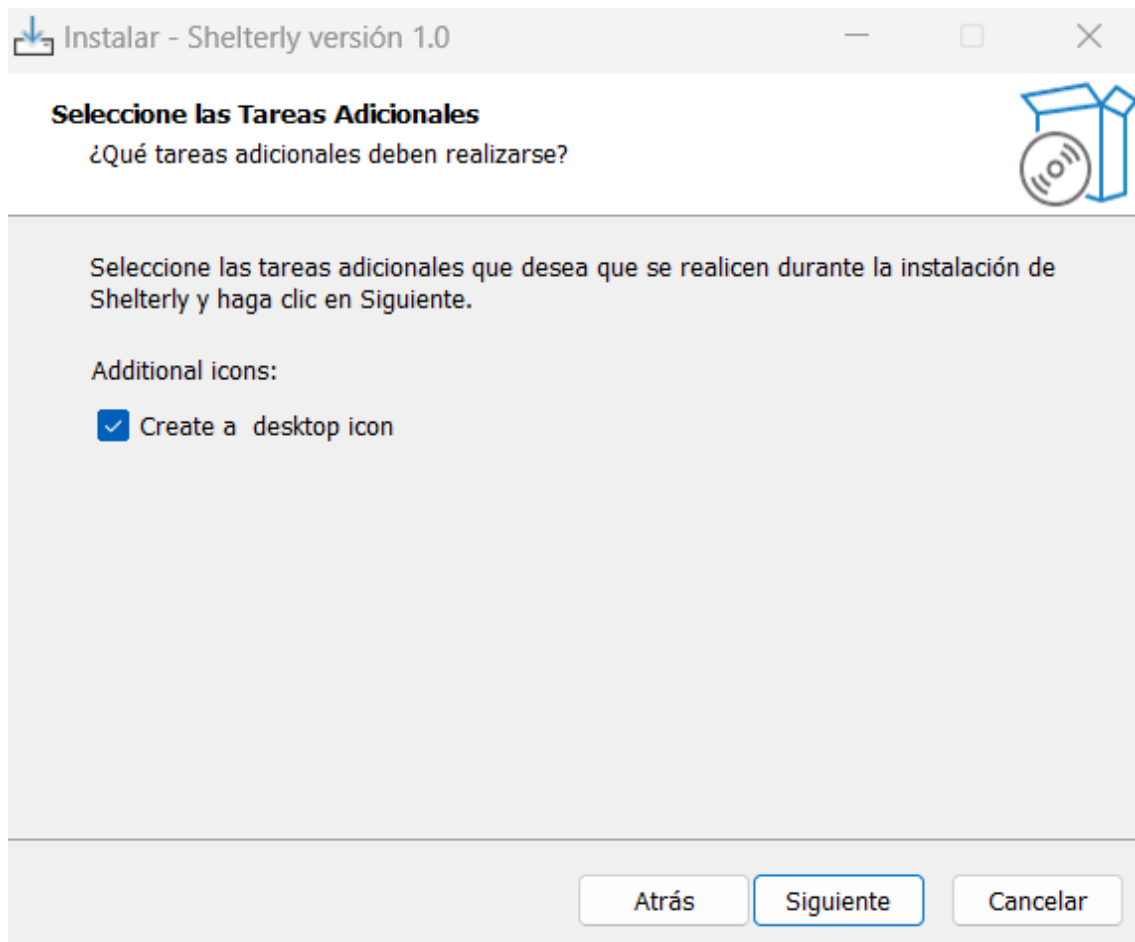 Instalar - Shelterly versión 1.0
Seleccione las Tareas Adicionales
¿Qué tareas adicionales deben realizarse?
Seleccione las tareas adicionales que desea que se realicen durante la instalación de
Shelterly y haga clic en Siguiente.
Additional icons:
Create a  desktop icon
Atrás
Siguiente
Cancelar